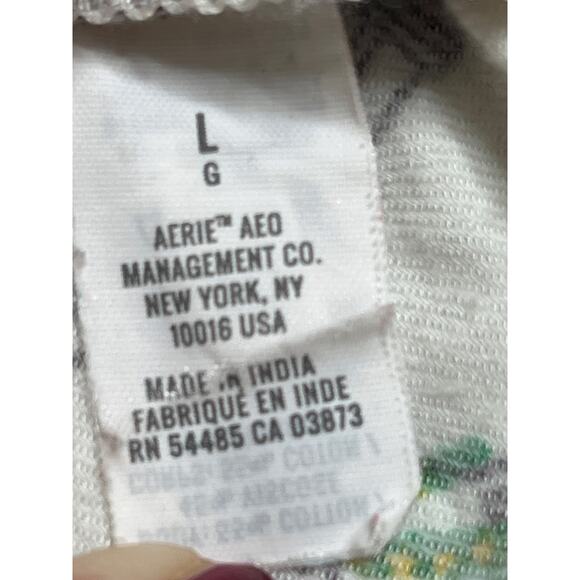 L
G
AERIE™ AEO
MANAGEMENT CO.
NEW YORK, NY
10016 USA
MADE IN INDIA
FABRIQUÉ EN INDE
RN 54485 CA 03873